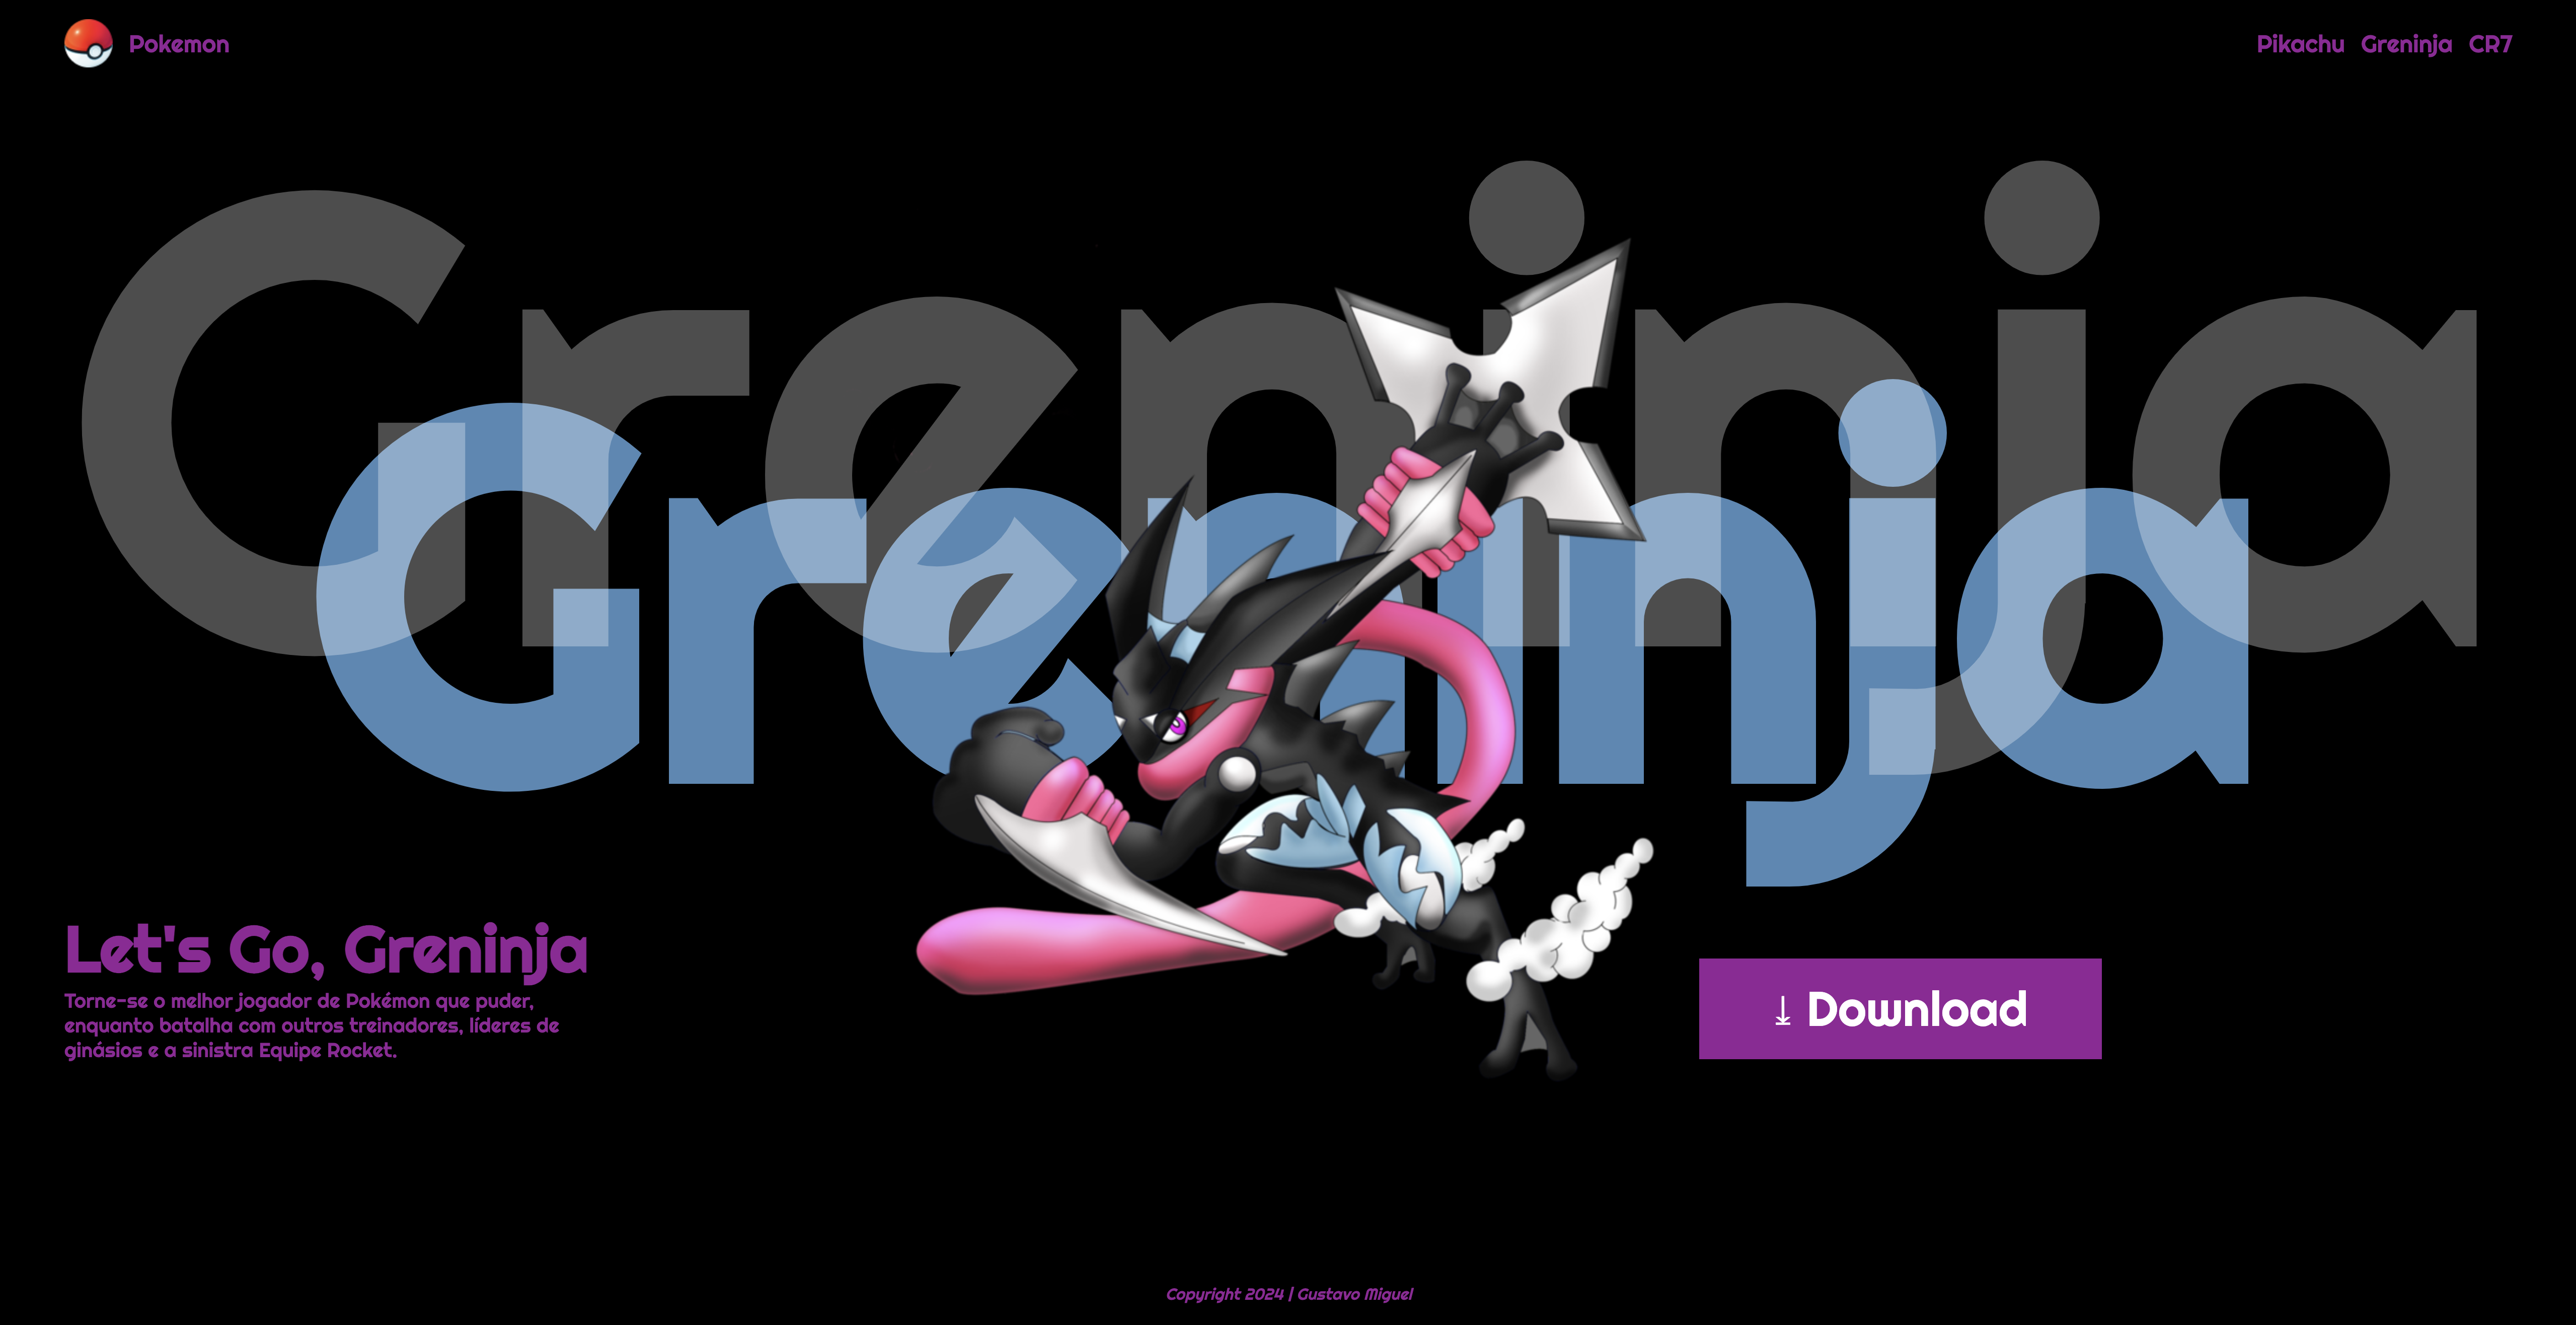 Pokemon
Pikachu Greninja CR7
Greninja
Greninja
Let's Go, Greninja
Torne-se o melhor jogador de Pokémon que puder,
enquanto batalha com outros treinadores, líderes de
ginásios e a sinistra Equipe Rocket.
⤓ Download
Copyright 2024 | Gustavo Miguel